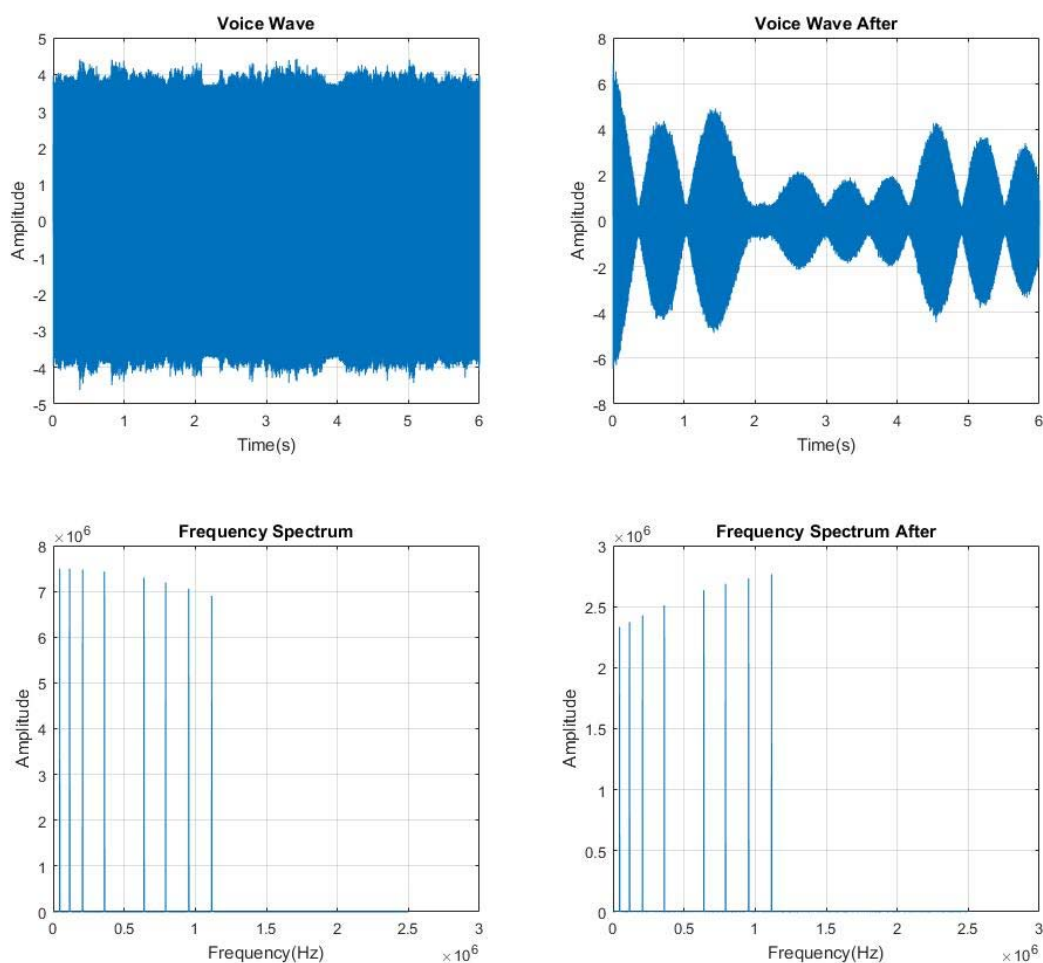 Voice Wave
5
4
3
2
1
0
-1
-2
-3
-4
-5
Amplitude
0 1 2 3 4 5 6
Time(s)
Voice Wave After
8
6
4
2
0
-2
-4
-6
-8
Amplitude
0 1 2 3 4 5 6
Time(s)
×10^6
Frequency Spectrum
8
7
6
5
4
3
2
1
0
Amplitude
0 0.5 1 1.5 2 2.5 3
Frequency(Hz) ×10^6
×10^6
Frequency Spectrum After
3
2.5
2
1.5
1
0.5
0
Amplitude
0 0.5 1 1.5 2 2.5 3
Frequency(Hz) ×10^6